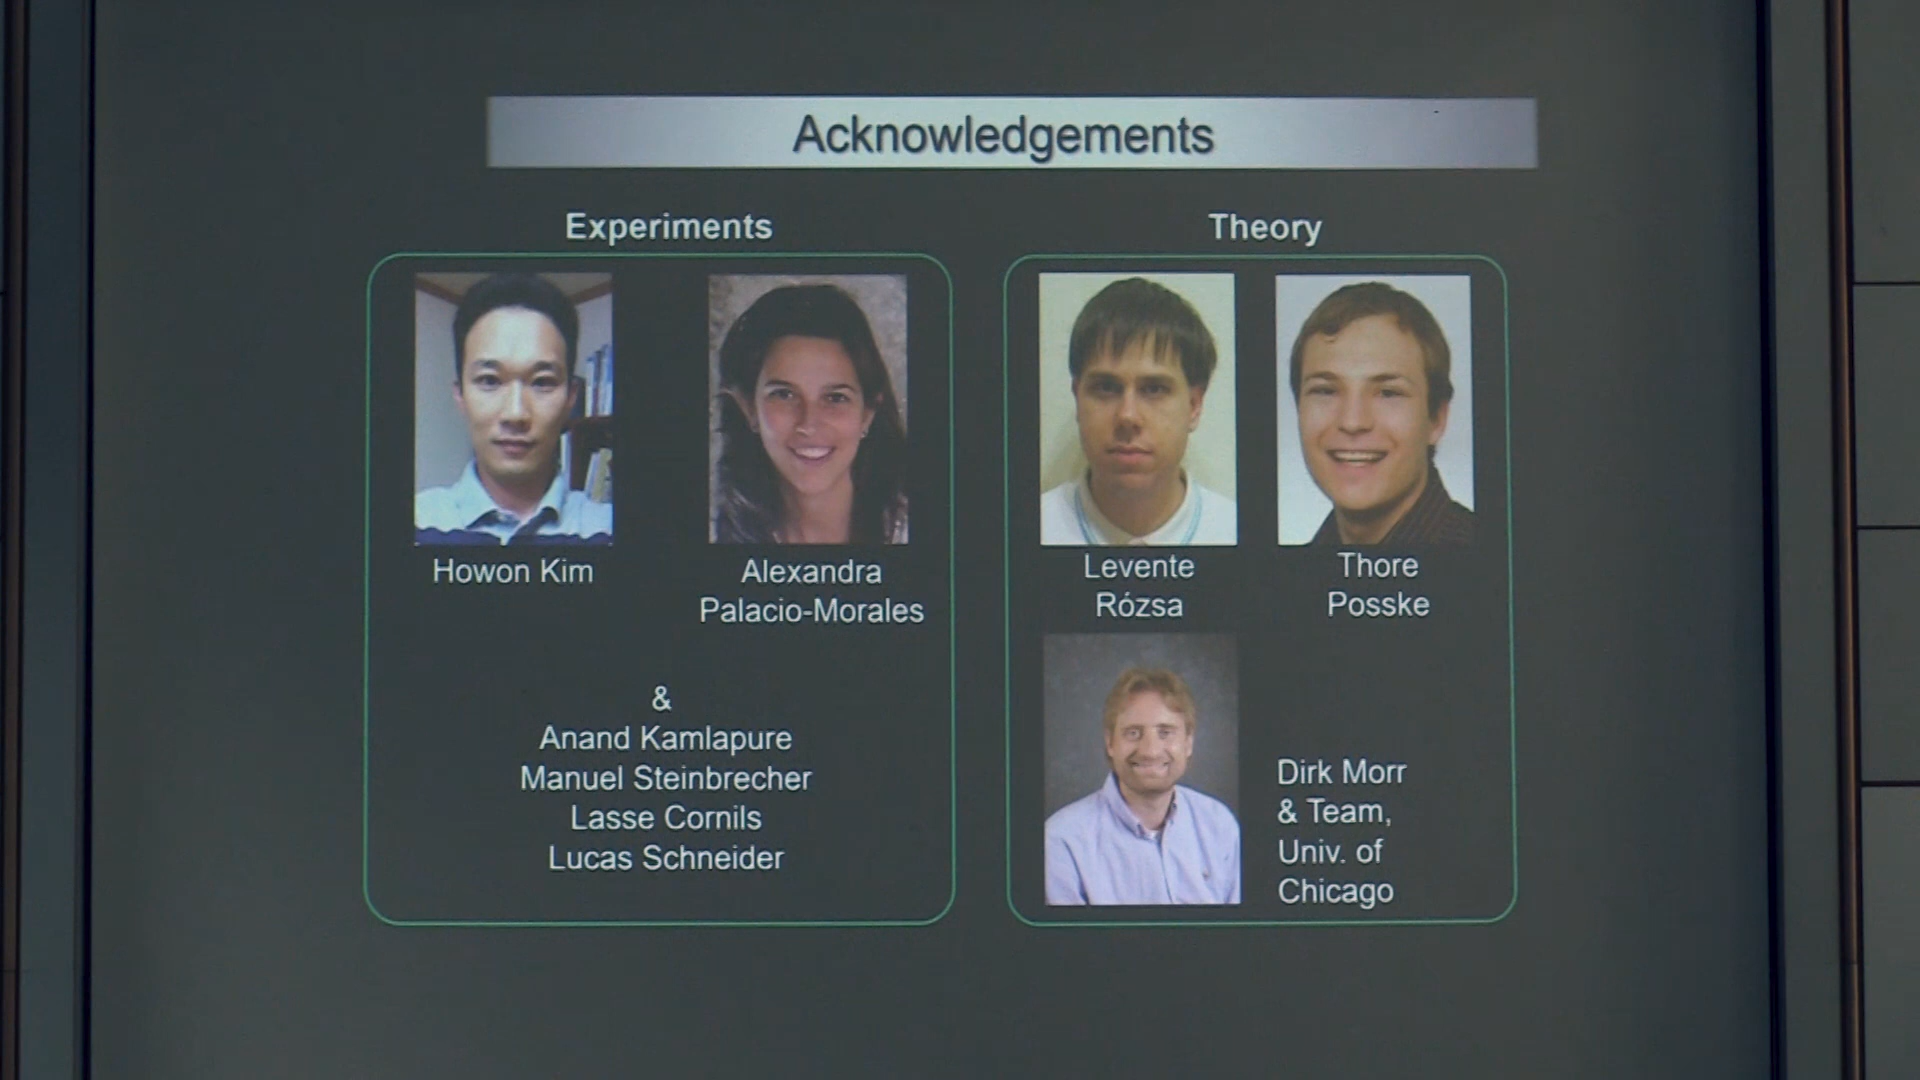 Acknowledgements
Experiments
Howon Kim
Alexandra
Palacio-Morales
&
Anand Kamlapure
Manuel Steinbrecher
Lasse Cornils
Lucas Schneider
Theory
Levente
Rózsa
Thore
Posske
Dirk Morr
& Team,
Univ. of
Chicago